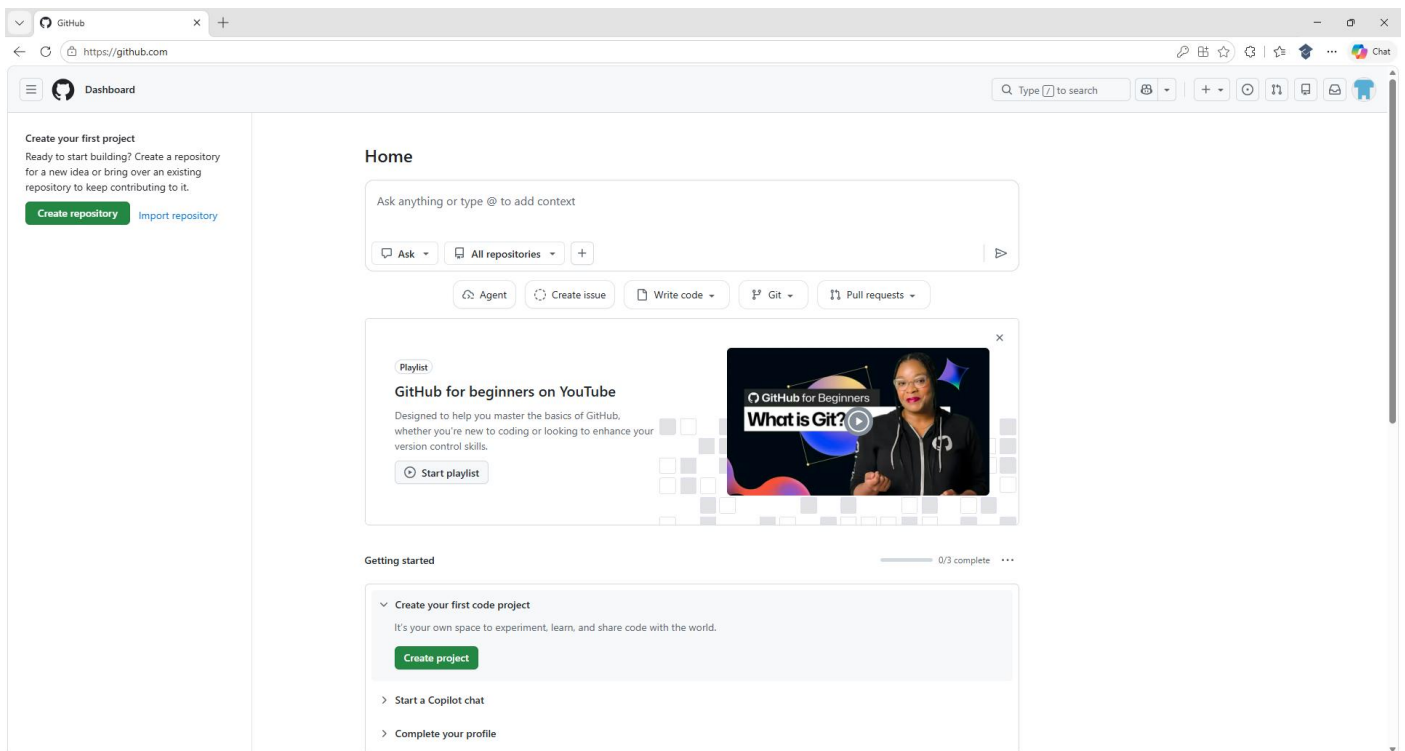 GitHub
https://github.com
Chat
Dashboard
Type / to search
Create your first project
Ready to start building? Create a repository
for a new idea or bring over an existing
repository to keep contributing to it.
Create repository
Import repository
Home
Ask anything or type @ to add context
Ask
All repositories
Agent
Create issue
Write code
Git
Pull requests
Playlist
GitHub for beginners on YouTube
Designed to help you master the basics of GitHub,
whether you're new to coding or looking to enhance your
version control skills.
Start playlist
GitHub for Beginners
What is Git?
Getting started
0/3 complete
Create your first code project
It's your own space to experiment, learn, and share code with the world.
Create project
Start a Copilot chat
Complete your profile